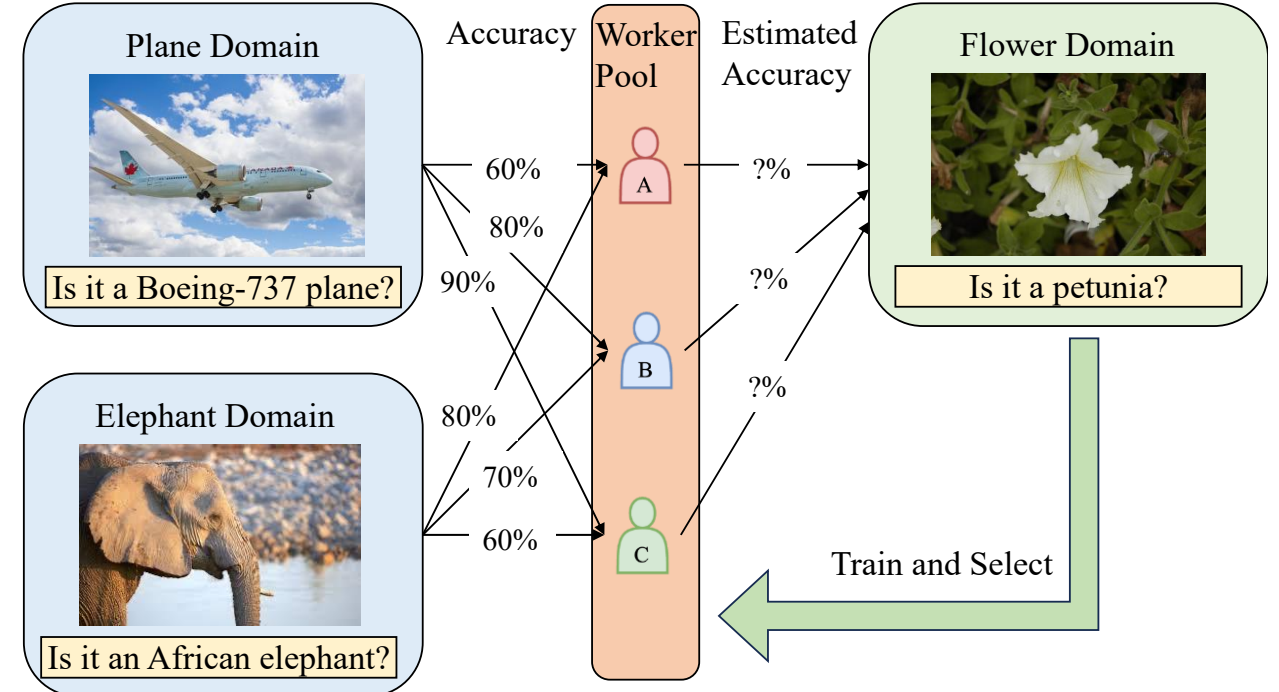 Plane Domain
Is it a Boeing-737 plane?
Elephant Domain
Is it an African elephant?
Accuracy
60%
80%
90%
80%
70%
60%
Worker
Pool
A
B
C
Estimated
Accuracy
?%
?%
?%
Flower Domain
Is it a petunia?
Train and Select